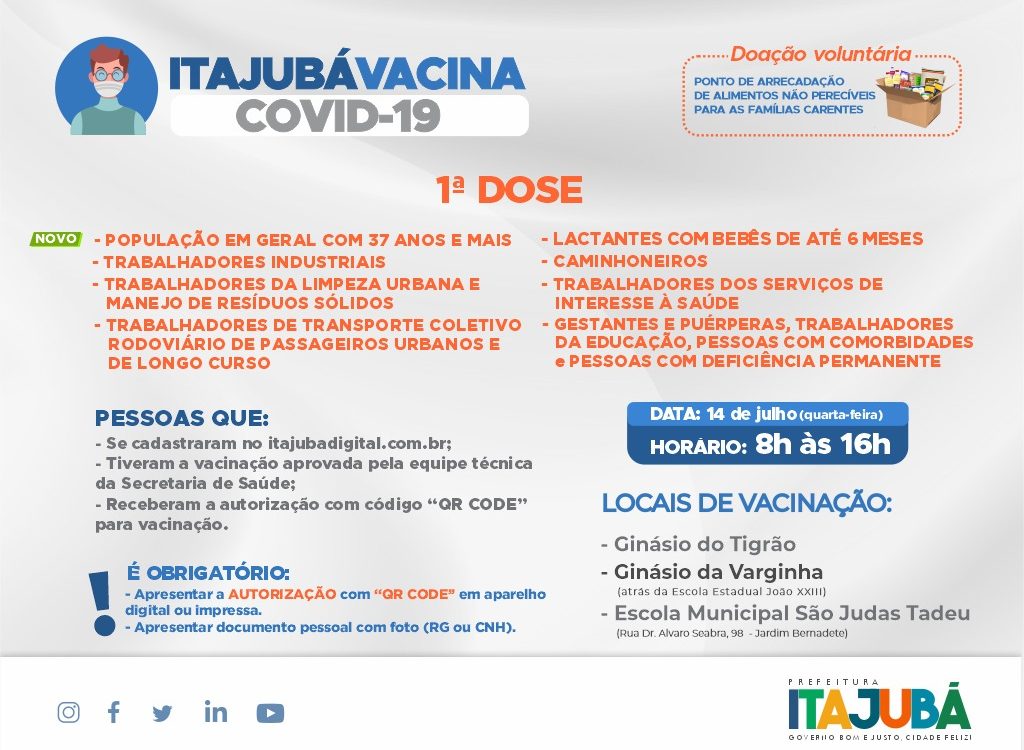 ITAJUBÁVACINA
COVID-19
Doação voluntária
PONTO DE ARRECADAÇÃO
DE ALIMENTOS NÃO PERECÍVEIS
PARA AS FAMÍLIAS CARENTES
1ª DOSE
NOVO
- POPULAÇÃO EM GERAL COM 37 ANOS E MAIS
- TRABALHADORES INDUSTRIAIS
- TRABALHADORES DA LIMPEZA URBANA E
MANEJO DE RESÍDUOS SÓLIDOS
- TRABALHADORES DE TRANSPORTE COLETIVO
RODOVIÁRIO DE PASSAGEIROS URBANOS E
DE LONGO CURSO
- LACTANTES COM BEBÊS DE ATÉ 6 MESES
- CAMINHONEIROS
- TRABALHADORES DOS SERVIÇOS DE
INTERESSE À SAÚDE
- GESTANTES E PUÉRPERAS, TRABALHADORES
DA EDUCAÇÃO, PESSOAS COM COMORBIDADES
e PESSOAS COM DEFICIÊNCIA PERMANENTE
PESSOAS QUE:
- Se cadastraram no itajubadigital.com.br;
- Tiveram a vacinação aprovada pela equipe técnica
da Secretaria de Saúde;
- Receberam a autorização com código “QR CODE”
para vacinação.
É OBRIGATÓRIO:
- Apresentar a AUTORIZAÇÃO com “QR CODE” em aparelho
digital ou impressa.
- Apresentar documento pessoal com foto (RG ou CNH).
DATA: 14 de julho (quarta-feira)
HORÁRIO: 8h às 16h
LOCAIS DE VACINAÇÃO:
- Ginásio do Tigrão
- Ginásio da Varginha
(atrás da Escola Estadual João XXIII)
- Escola Municipal São Judas Tadeu
(Rua Dr. Alvaro Seabra, 98 - Jardim Bernadete)
PREFEITURA
ITAJUBÁ
GOVERNO BOM E JUSTO, CIDADE FELIZ!